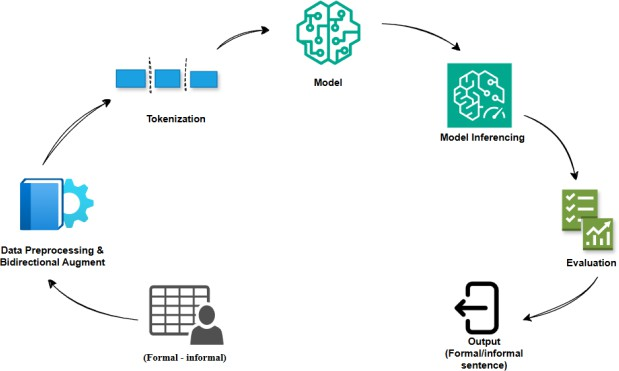 Model
Tokenization
Model Inferencing
Data Preprocessing &
Bidirectional Augment
Evaluation
(Formal - informal)
Output
(Formal/informal
sentence)